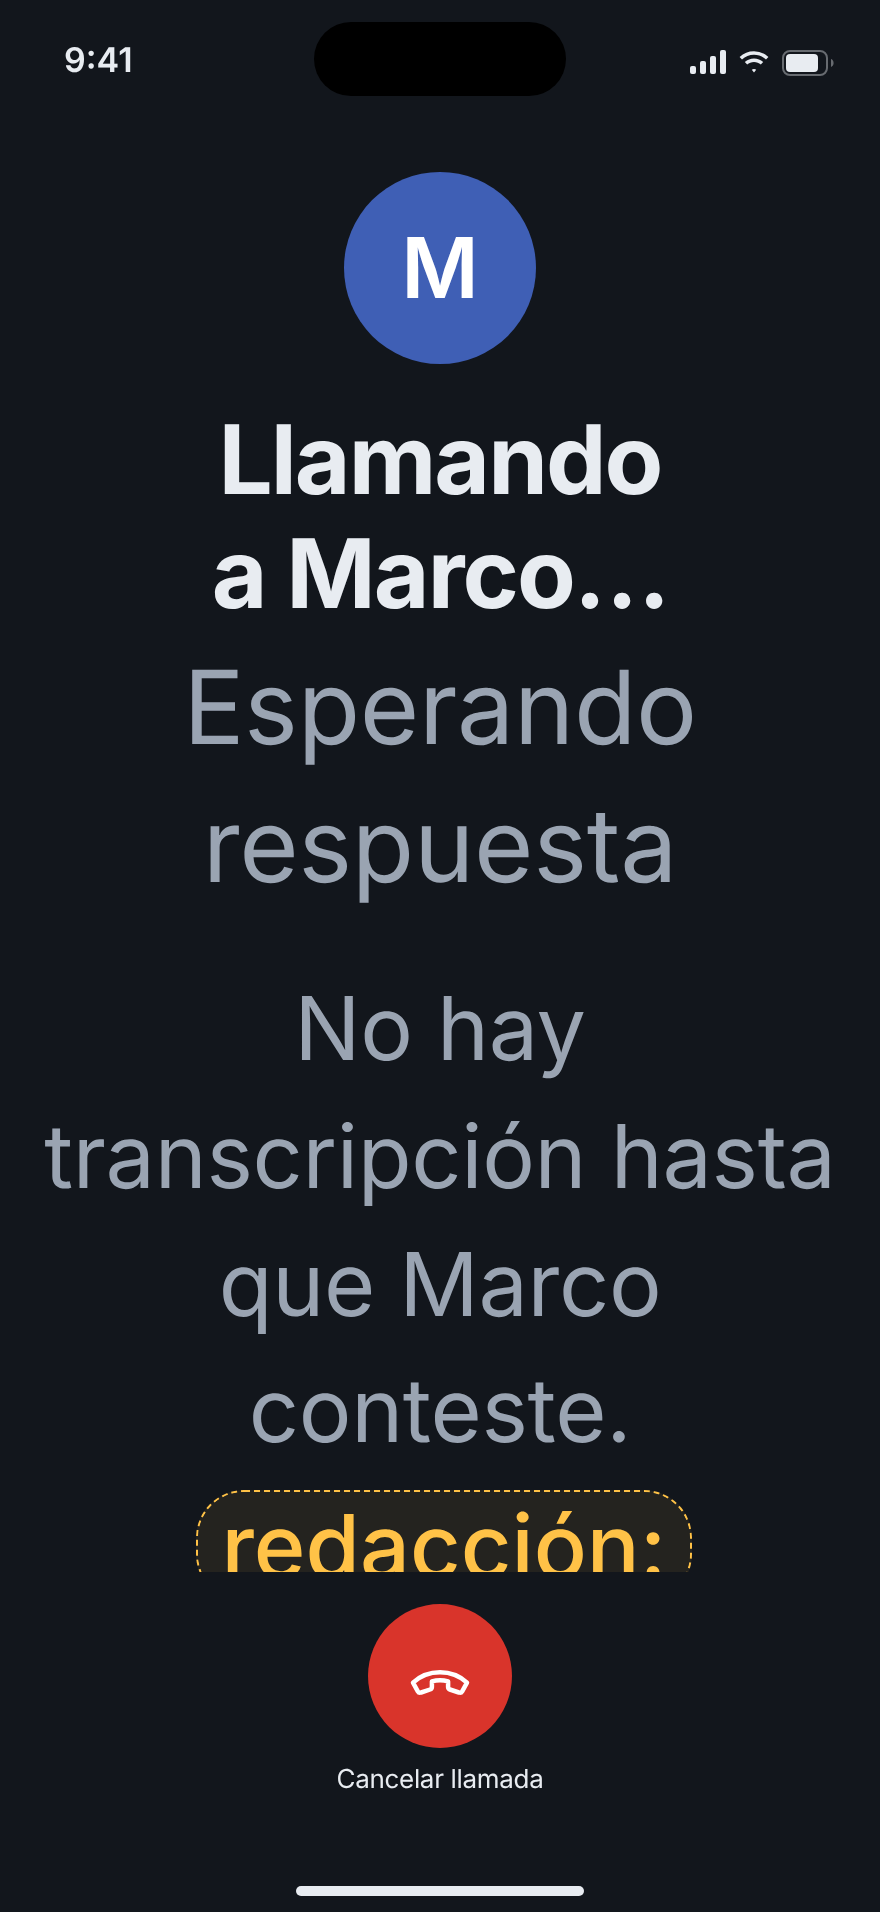 9:41
M
Llamando
a Marco...
Esperando
respuesta
No hay
transcripción hasta
que Marco
conteste.
redacción:
Cancelar llamada